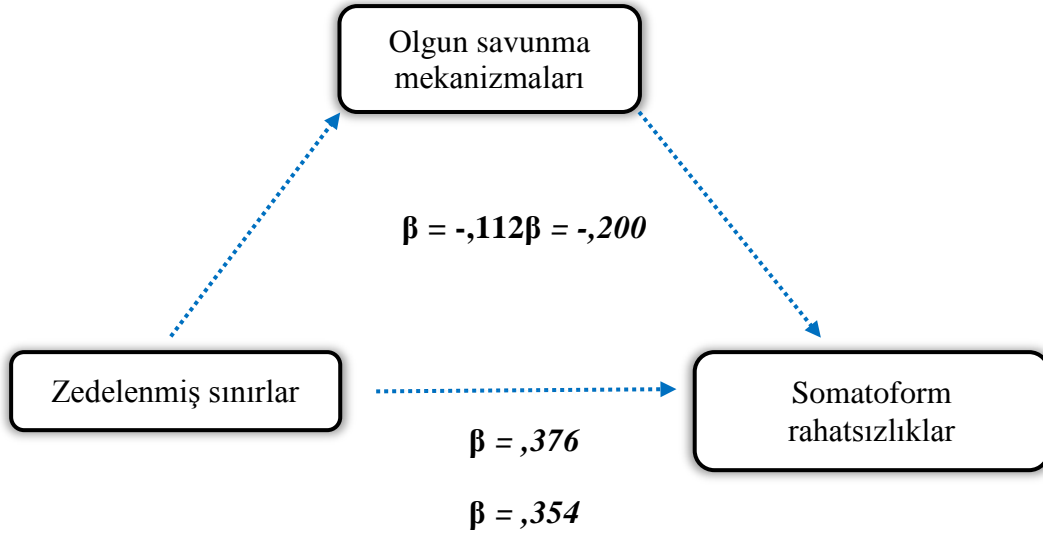 Olgun savunma
mekanizmaları
β = -,112β = -,200
Zedelenmiş sınırlar
Somatoform
rahatsızlıklar
β = ,376
β = ,354